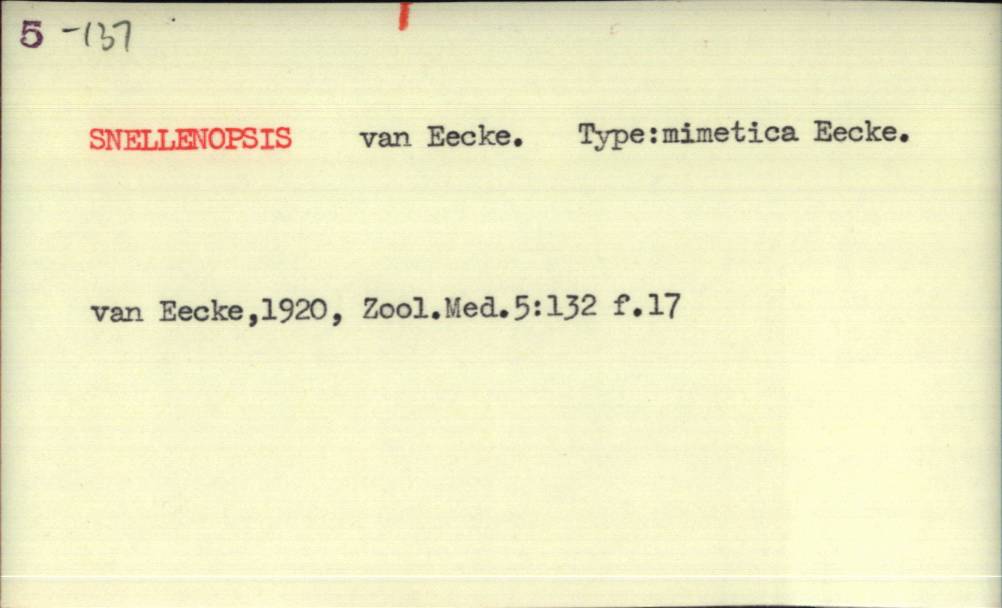 5 -137
SNELLENOPSIS van Eecke. Type:mimetica Eecke.
van Eecke,1920, Zool.Med.5:132 f.17